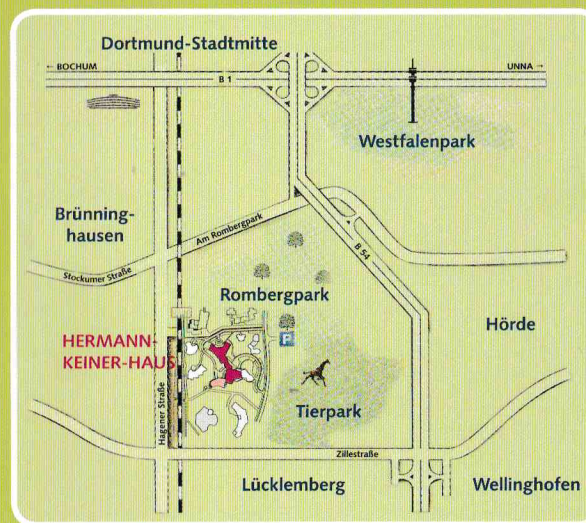 Dortmund-Stadtmitte
← BOCHUM
UNNA →
B 1
Westfalenpark
Brünning-
hausen
Am Rombergpark
B 54
Stockumer Straße
Rombergpark
Hörde
HERMANN-
KEINER-HAUS
P
Hagener Straße
Tierpark
Zillestraße
Lücklemberg
Wellinghofen